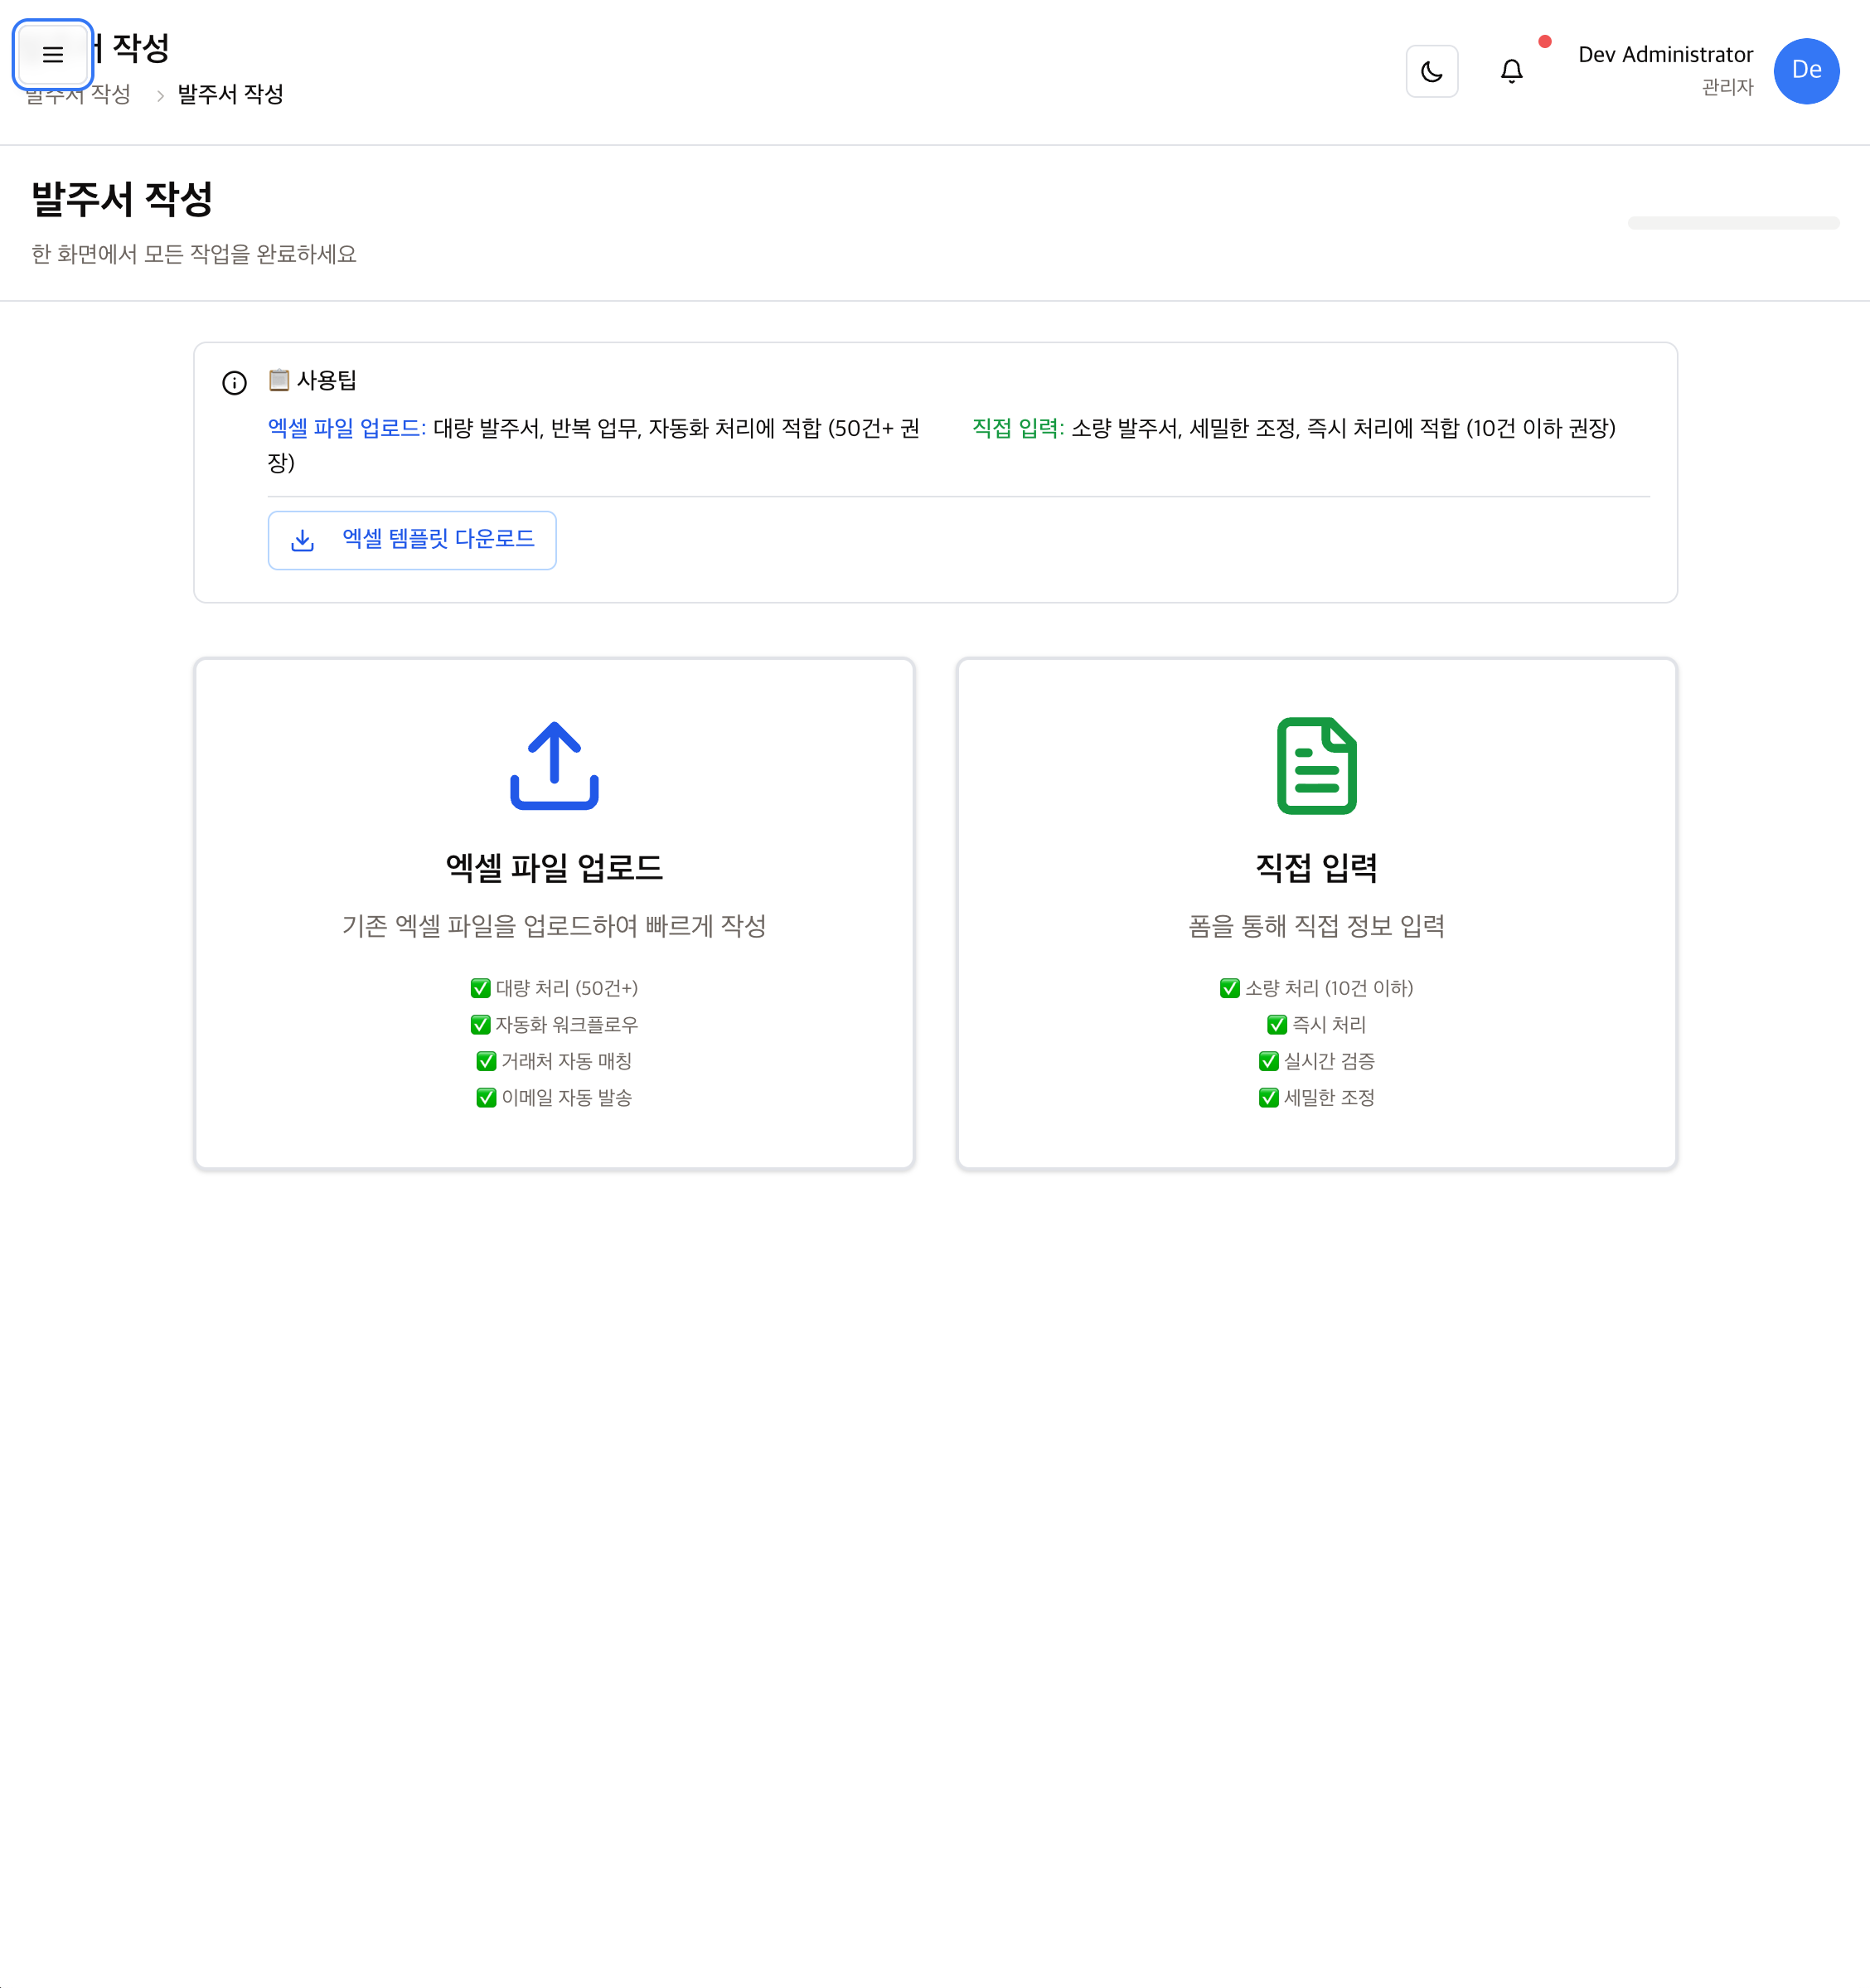 작성
발주서 작성 > 발주서 작성
Dev Administrator
관리자
De
발주서 작성
한 화면에서 모든 작업을 완료하세요
📋 사용팁
엑셀 파일 업로드: 대량 발주서, 반복 업무, 자동화 처리에 적합 (50건+ 권
장)
직접 입력: 소량 발주서, 세밀한 조정, 즉시 처리에 적합 (10건 이하 권장)
엑셀 템플릿 다운로드
엑셀 파일 업로드
기존 엑셀 파일을 업로드하여 빠르게 작성
✅ 대량 처리 (50건+)
✅ 자동화 워크플로우
✅ 거래처 자동 매칭
✅ 이메일 자동 발송
직접 입력
폼을 통해 직접 정보 입력
✅ 소량 처리 (10건 이하)
✅ 즉시 처리
✅ 실시간 검증
✅ 세밀한 조정